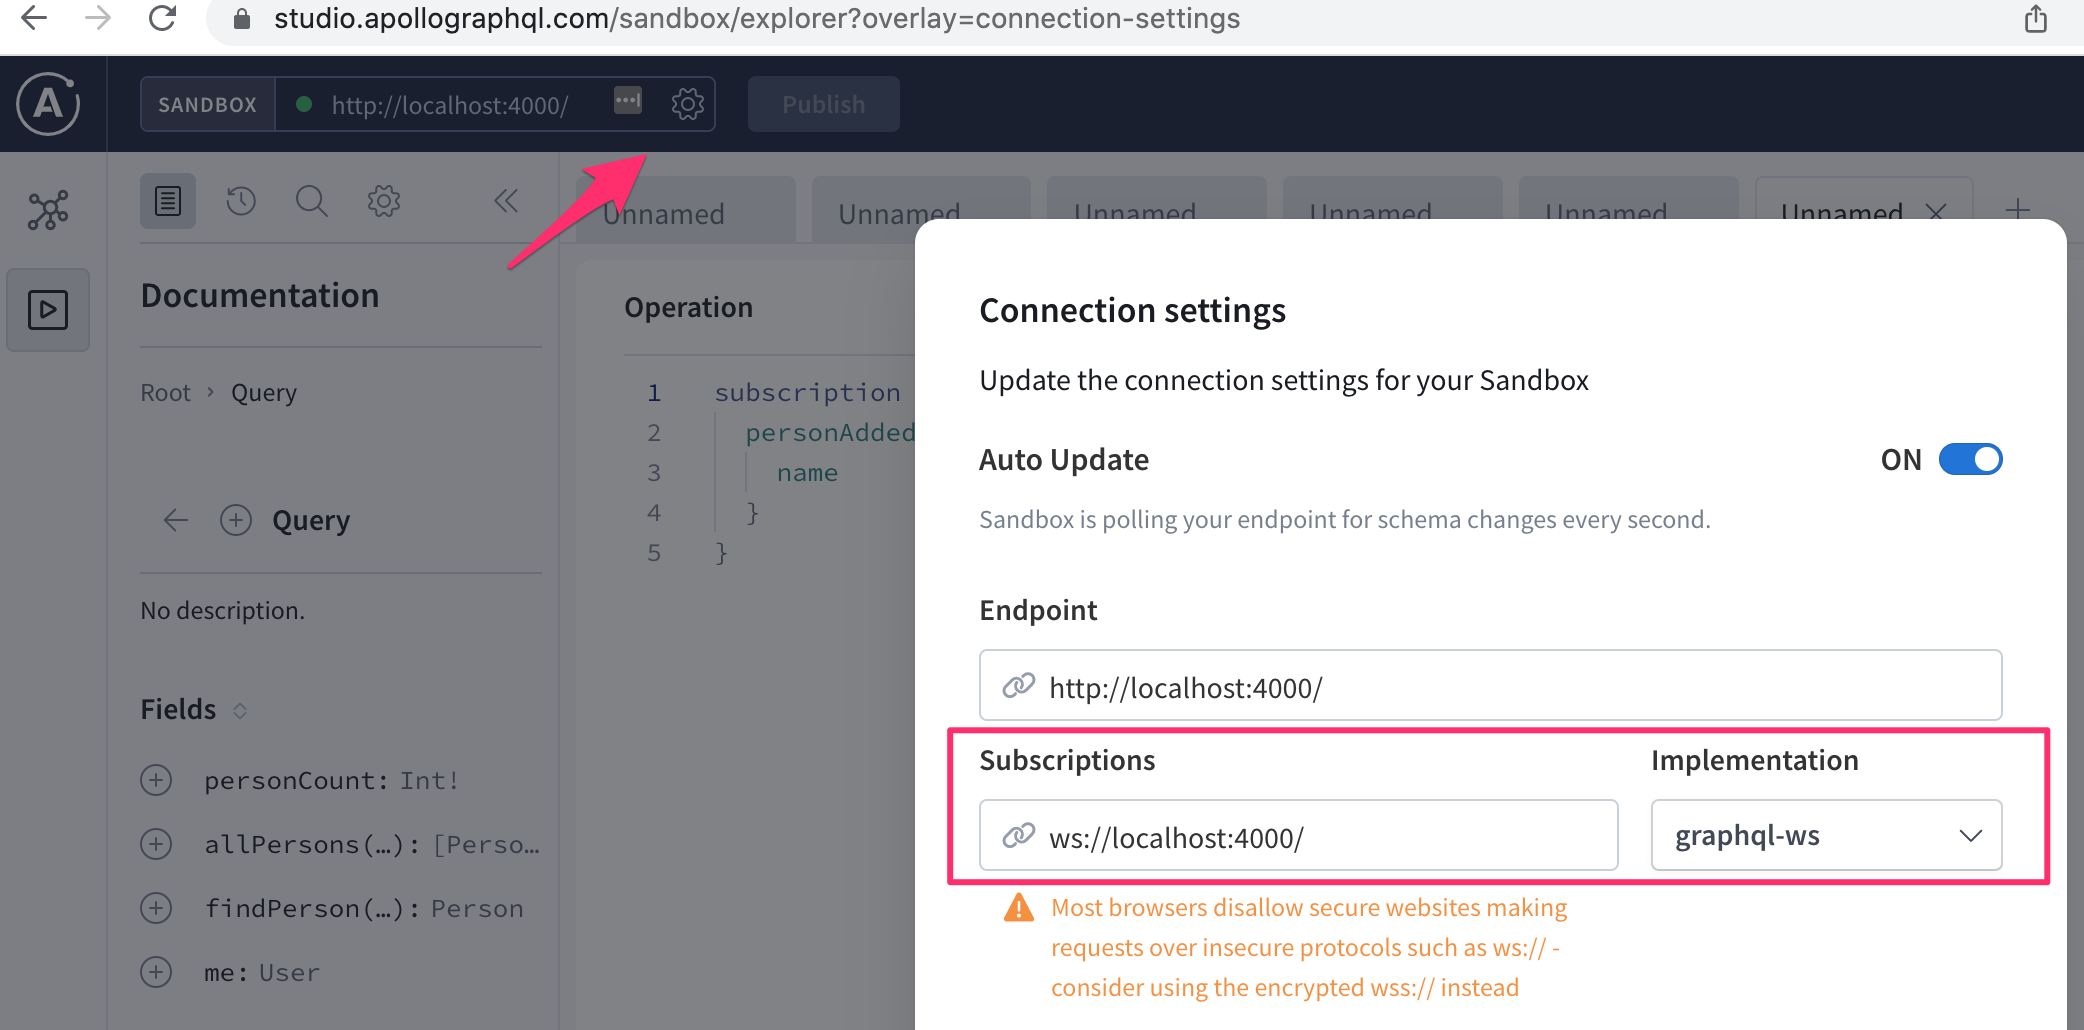 studio.apollographql.com/sandbox/explorer?overlay=connection-settings
SANDBOX http://localhost:4000/ Publish
Unnamed Unnamed Unnamed Unnamed Unnamed Unnamed
Documentation
Root › Query
Query
No description.
Fields
personCount: Int!
allPersons(…): [Perso…
findPerson(…): Person
me: User
Operation
1 subscription
2 personAdded
3 name
4 }
5 }
Connection settings
Update the connection settings for your Sandbox
Auto Update ON
Sandbox is polling your endpoint for schema changes every second.
Endpoint
http://localhost:4000/
Subscriptions Implementation
ws://localhost:4000/ graphql-ws
Most browsers disallow secure websites making
requests over insecure protocols such as ws:// -
consider using the encrypted wss:// instead